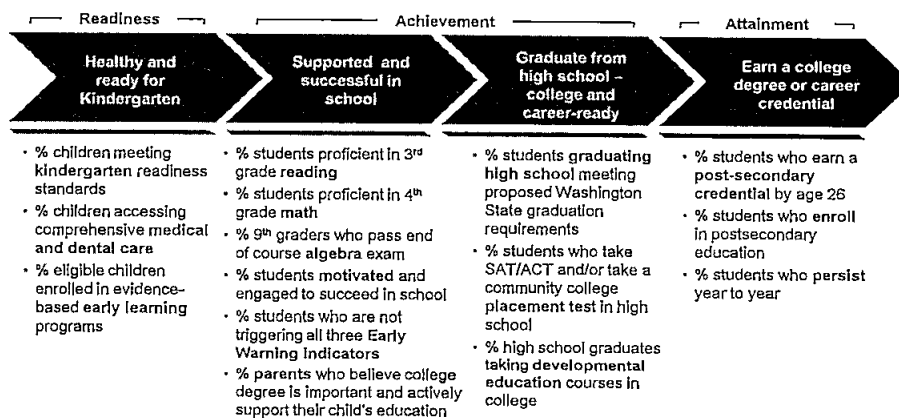 Readiness
Achievement
Attainment
Healthy and
ready for
Kindergarten
Supported and
successful in
school
Graduate from
high school –
college and
career-ready
Earn a college
degree or career
credential
• % children meeting
kindergarten readiness
standards
• % children accessing
comprehensive medical
and dental care
• % eligible children
enrolled in evidence-
based early learning
programs
• % students proficient in 3rd
grade reading
• % students proficient in 4th
grade math
• % 9th graders who pass end
of course algebra exam
• % students motivated and
engaged to succeed in school
• % students who are not
triggering all three Early
Warning Indicators
• % parents who believe college
degree is important and actively
support their child's education
• % students graduating
high school meeting
proposed Washington
State graduation
requirements
• % students who take
SAT/ACT and/or take a
community college
placement test in high
school
• % high school graduates
taking developmental
education courses in
college
• % students who earn a
post-secondary
credential by age 26
• % students who enroll
in postsecondary
education
• % students who persist
year to year